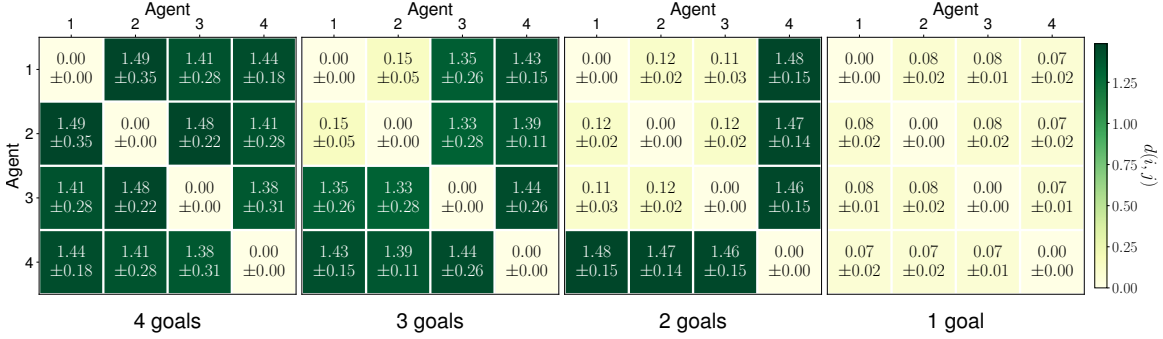 Agent Agent Agent Agent
1 2 3 4 1 2 3 4 1 2 3 4 1 2 3 4
Agent
1
0.00 1.49 1.41 1.44 0.00 0.15 1.35 1.43 0.00 0.12 0.11 1.48 0.00 0.08 0.08 0.07
±0.00 ±0.35 ±0.28 ±0.18 ±0.00 ±0.05 ±0.26 ±0.15 ±0.00 ±0.02 ±0.03 ±0.15 ±0.00 ±0.02 ±0.01 ±0.02
2
1.49 0.00 1.48 1.41 0.15 0.00 1.33 1.39 0.12 0.00 0.12 1.47 0.08 0.00 0.08 0.07
±0.35 ±0.00 ±0.22 ±0.28 ±0.05 ±0.00 ±0.28 ±0.11 ±0.02 ±0.00 ±0.02 ±0.14 ±0.02 ±0.00 ±0.02 ±0.02
3
1.41 1.48 0.00 1.38 1.35 1.33 0.00 1.44 0.11 0.12 0.00 1.46 0.08 0.08 0.00 0.07
±0.28 ±0.22 ±0.00 ±0.31 ±0.26 ±0.28 ±0.00 ±0.26 ±0.03 ±0.02 ±0.00 ±0.15 ±0.01 ±0.02 ±0.00 ±0.01
4
1.44 1.41 1.38 0.00 1.43 1.39 1.44 0.00 1.48 1.47 1.46 0.00 0.07 0.07 0.07 0.00
±0.18 ±0.28 ±0.31 ±0.00 ±0.15 ±0.11 ±0.26 ±0.00 ±0.15 ±0.14 ±0.15 ±0.00 ±0.02 ±0.02 ±0.01 ±0.00
1.25
1.00
0.75
0.50
0.25
0.00
d(i, j)
4 goals 3 goals 2 goals 1 goal